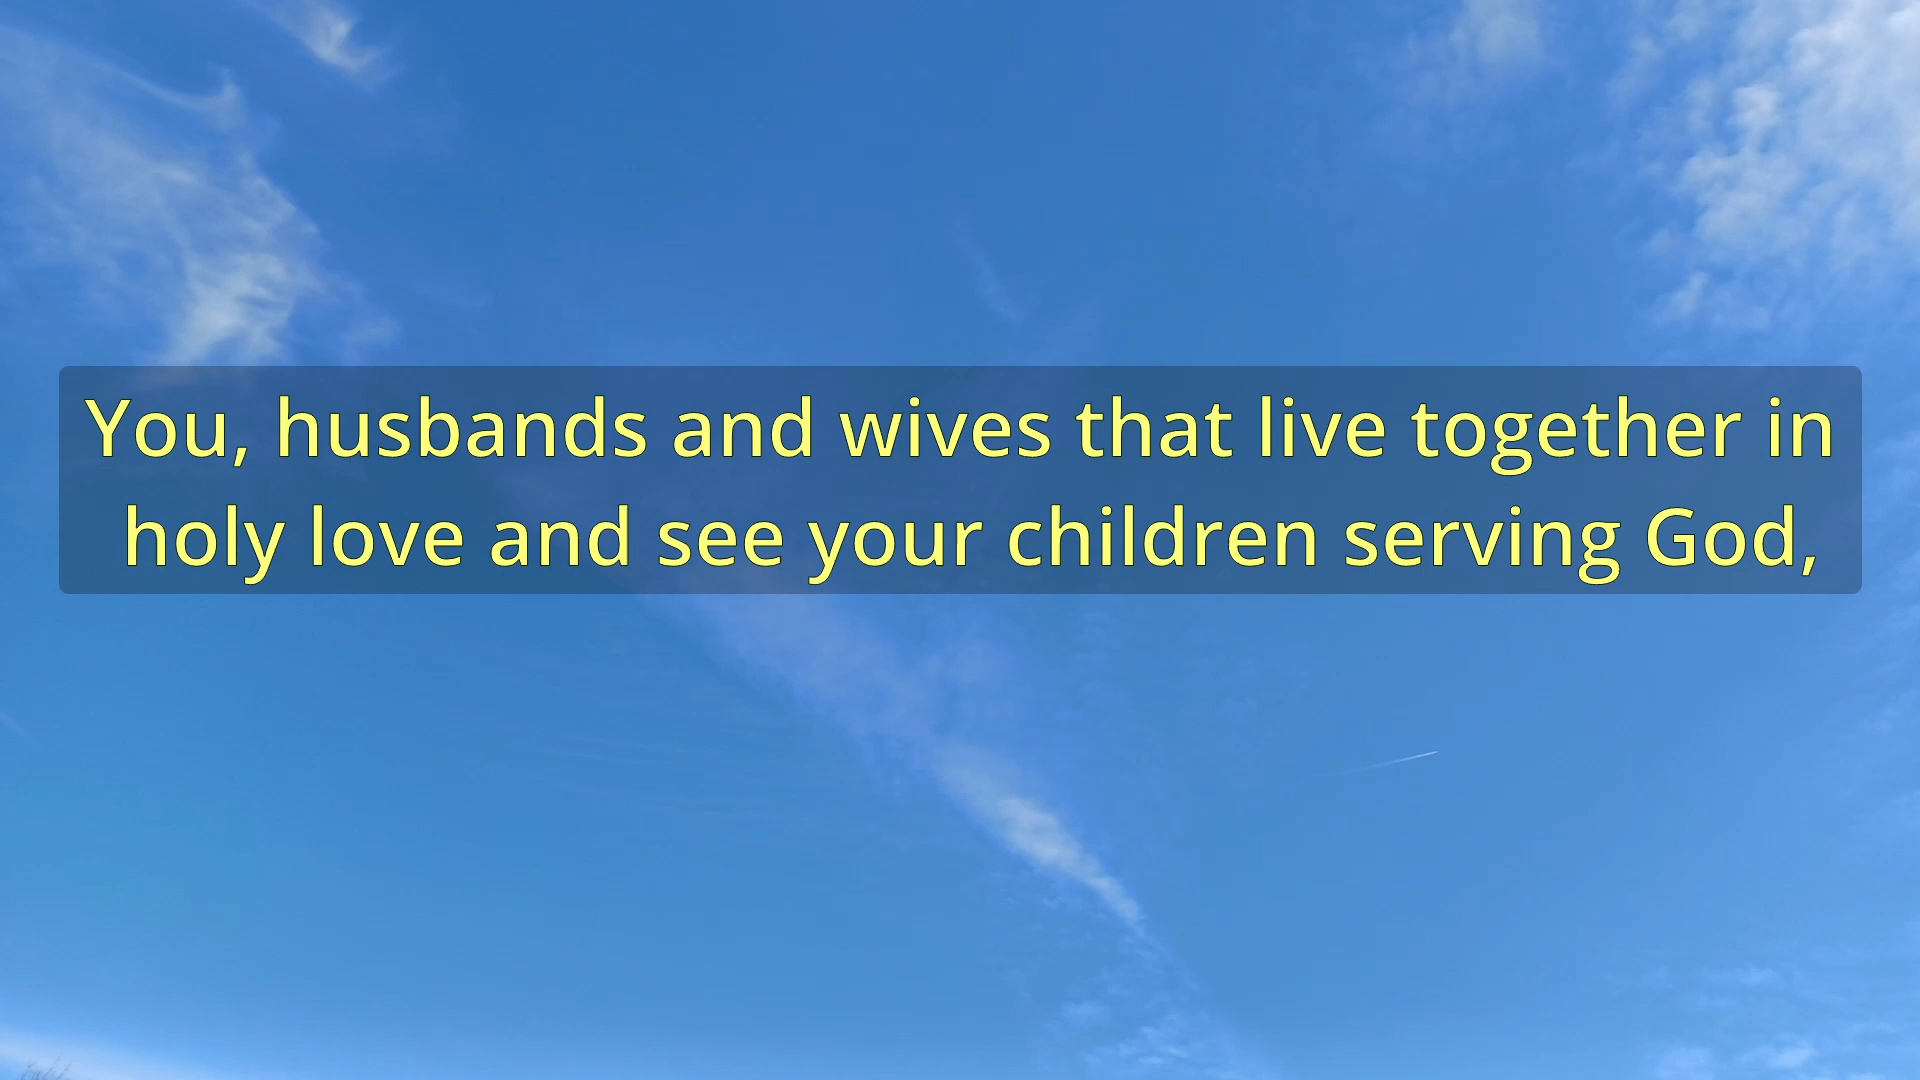 You, husbands and wives that live together in
holy love and see your children serving God,